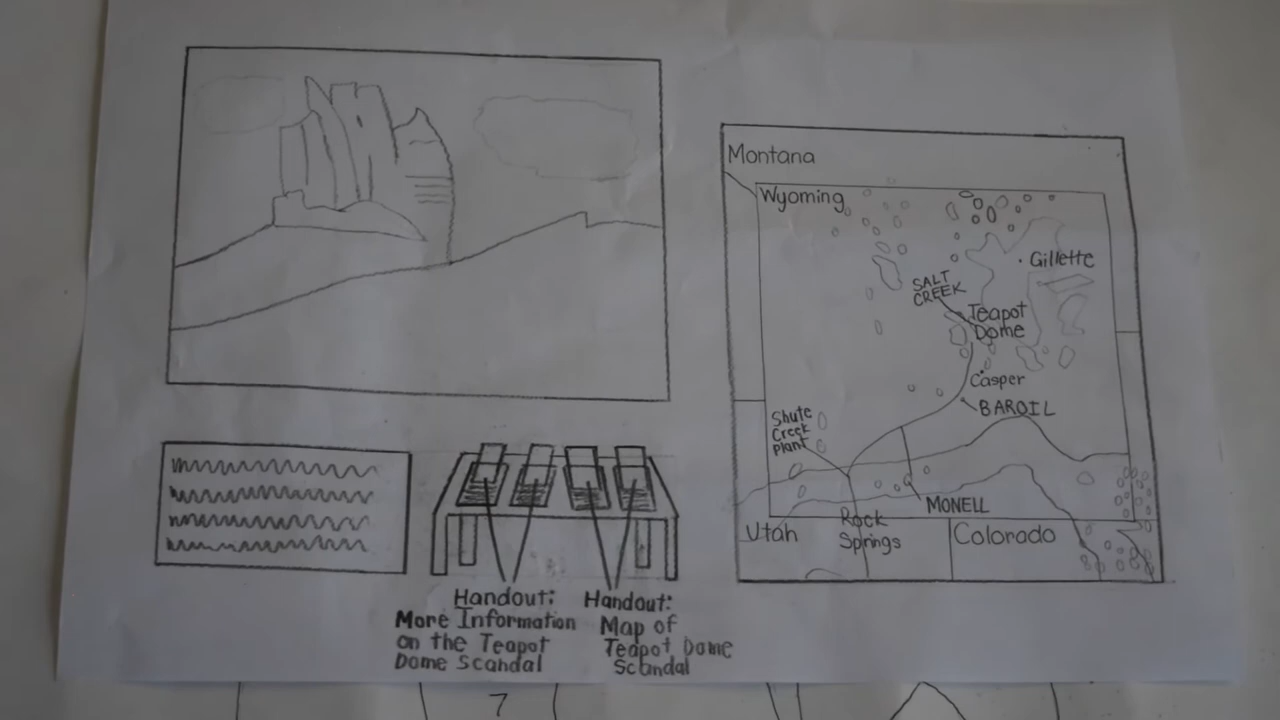 Montana
Wyoming
Gillette
SALT
CREEK
Teapot
Dome
Casper
BAROIL
Shute
Creek
plant
MONELL
Rock
Springs
Utah
Colorado
Handout:
More Information
on the Teapot
Dome Scandal
Handout:
Map of
Teapot Dome
Scandal
7